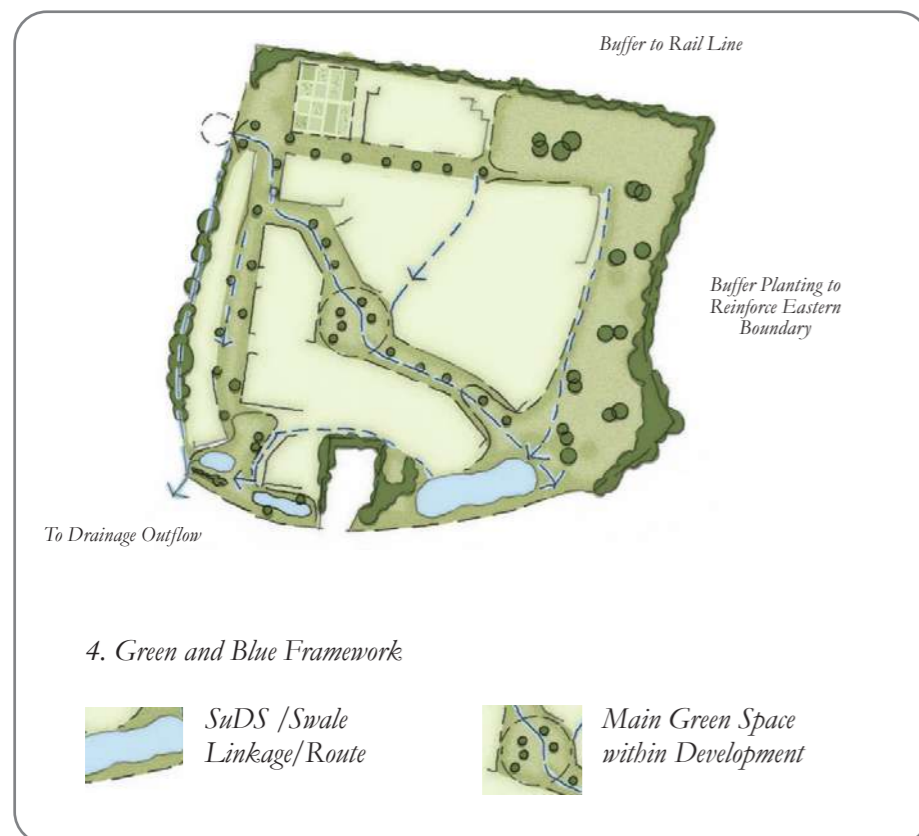 Buffer to Rail Line
Buffer Planting to
Reinforce Eastern
Boundary
To Drainage Outflow
4. Green and Blue Framework
SuDS /Swale
Linkage/Route
Main Green Space
within Development